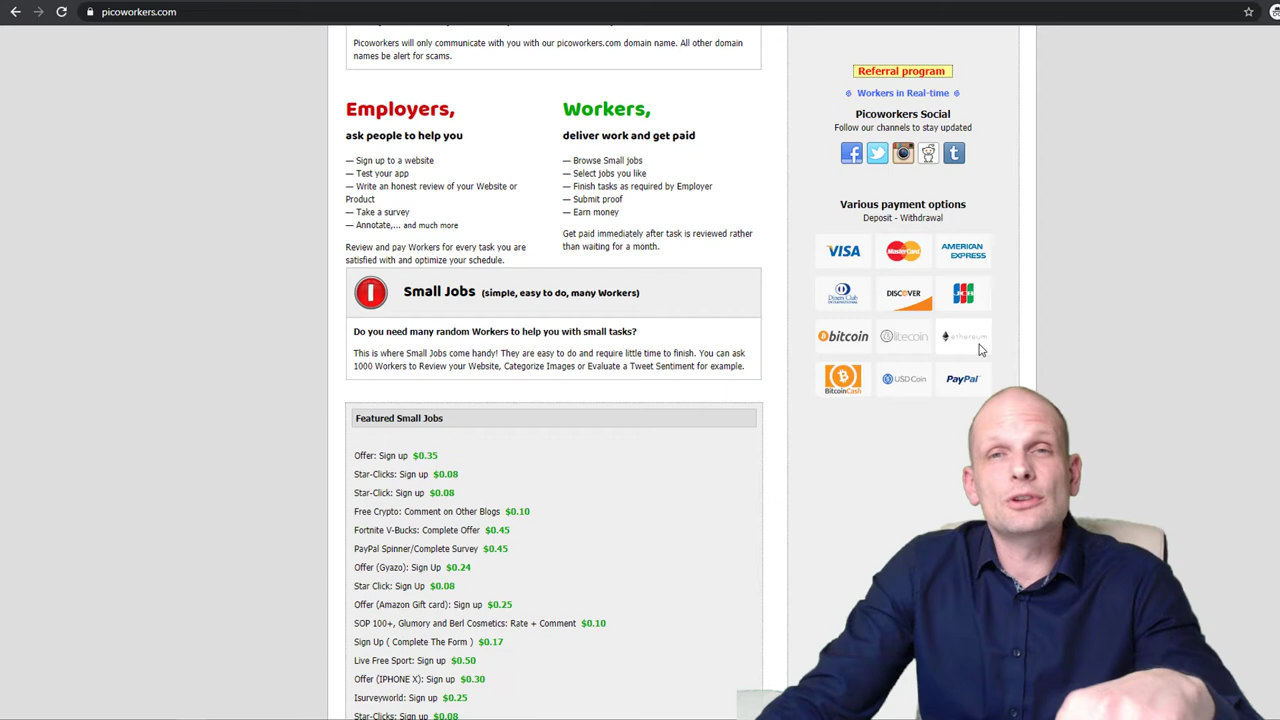 picoworkers.com
Picoworkers will only communicate with you with our picoworkers.com domain name. All other domain
names be alert for scams.
Employers,
ask people to help you
— Sign up to a website
— Test your app
— Write an honest review of your Website or
Product
— Take a survey
— Annotate,... and much more
Review and pay Workers for every task you are
satisfied with and optimize your schedule.
Workers,
deliver work and get paid
— Browse Small jobs
— Select jobs you like
— Finish tasks as required by Employer
— Submit proof
— Earn money
Get paid immediately after task is reviewed rather
than waiting for a month.
Small Jobs (simple, easy to do, many Workers)
Do you need many random Workers to help you with small tasks?
This is where Small Jobs come handy! They are easy to do and require little time to finish. You can ask
1000 Workers to Review your Website, Categorize Images or Evaluate a Tweet Sentiment for example.
Featured Small Jobs
Offer: Sign up $0.35
Star-Clicks: Sign up $0.08
Star-Click: Sign up $0.08
Free Crypto: Comment on Other Blogs $0.10
Fortnite V-Bucks: Complete Offer $0.45
PayPal Spinner/Complete Survey $0.45
Offer (Gyazo): Sign Up $0.24
Star Click: Sign Up $0.08
Offer (Amazon Gift card): Sign up $0.25
SOP 100+, Glumory and Berl Cosmetics: Rate + Comment $0.10
Sign Up ( Complete The Form ) $0.17
Live Free Sport: Sign up $0.50
Offer (IPHONE X): Sign up $0.30
Isurveyworld: Sign up $0.25
Star-Clicks: Sign up $0.08
Referral program
Workers in Real-time
Picoworkers Social
Follow our channels to stay updated
Various payment options
Deposit - Withdrawal
VISA MasterCard AMERICAN EXPRESS
Diners Club INTERNATIONAL DISCOVER JCB
bitcoin litecoin ethereum
BitcoinCash USD Coin PayPal